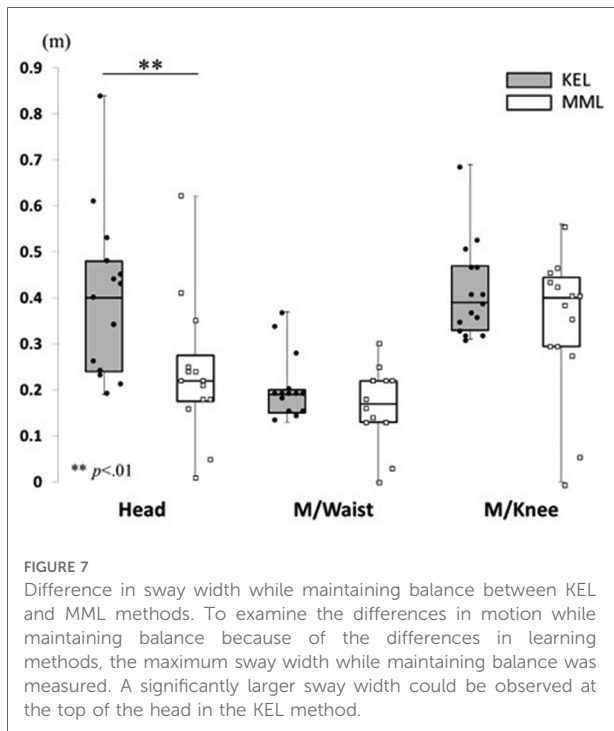 (m)
0.9
0.8
0.7
0.6
0.5
0.4
0.3
0.2
0.1
0
**
KEL
MML
** p<.01
Head M/Waist M/Knee
FIGURE 7
Difference in sway width while maintaining balance between KEL
and MML methods. To examine the differences in motion while
maintaining balance because of the differences in learning
methods, the maximum sway width while maintaining balance was
measured. A significantly larger sway width could be observed at
the top of the head in the KEL method.